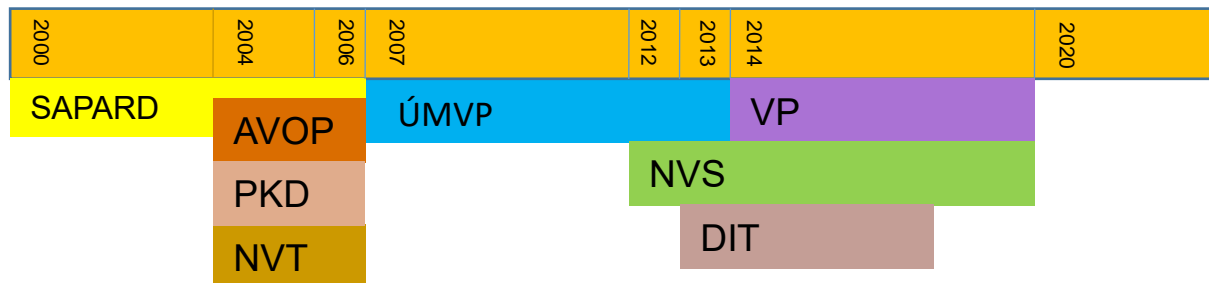 2000
2004
2006
2007
2012
2013
2014
2020
SAPARD
AVOP
ÚMVP
VP
PKD
NVS
NVT
DIT